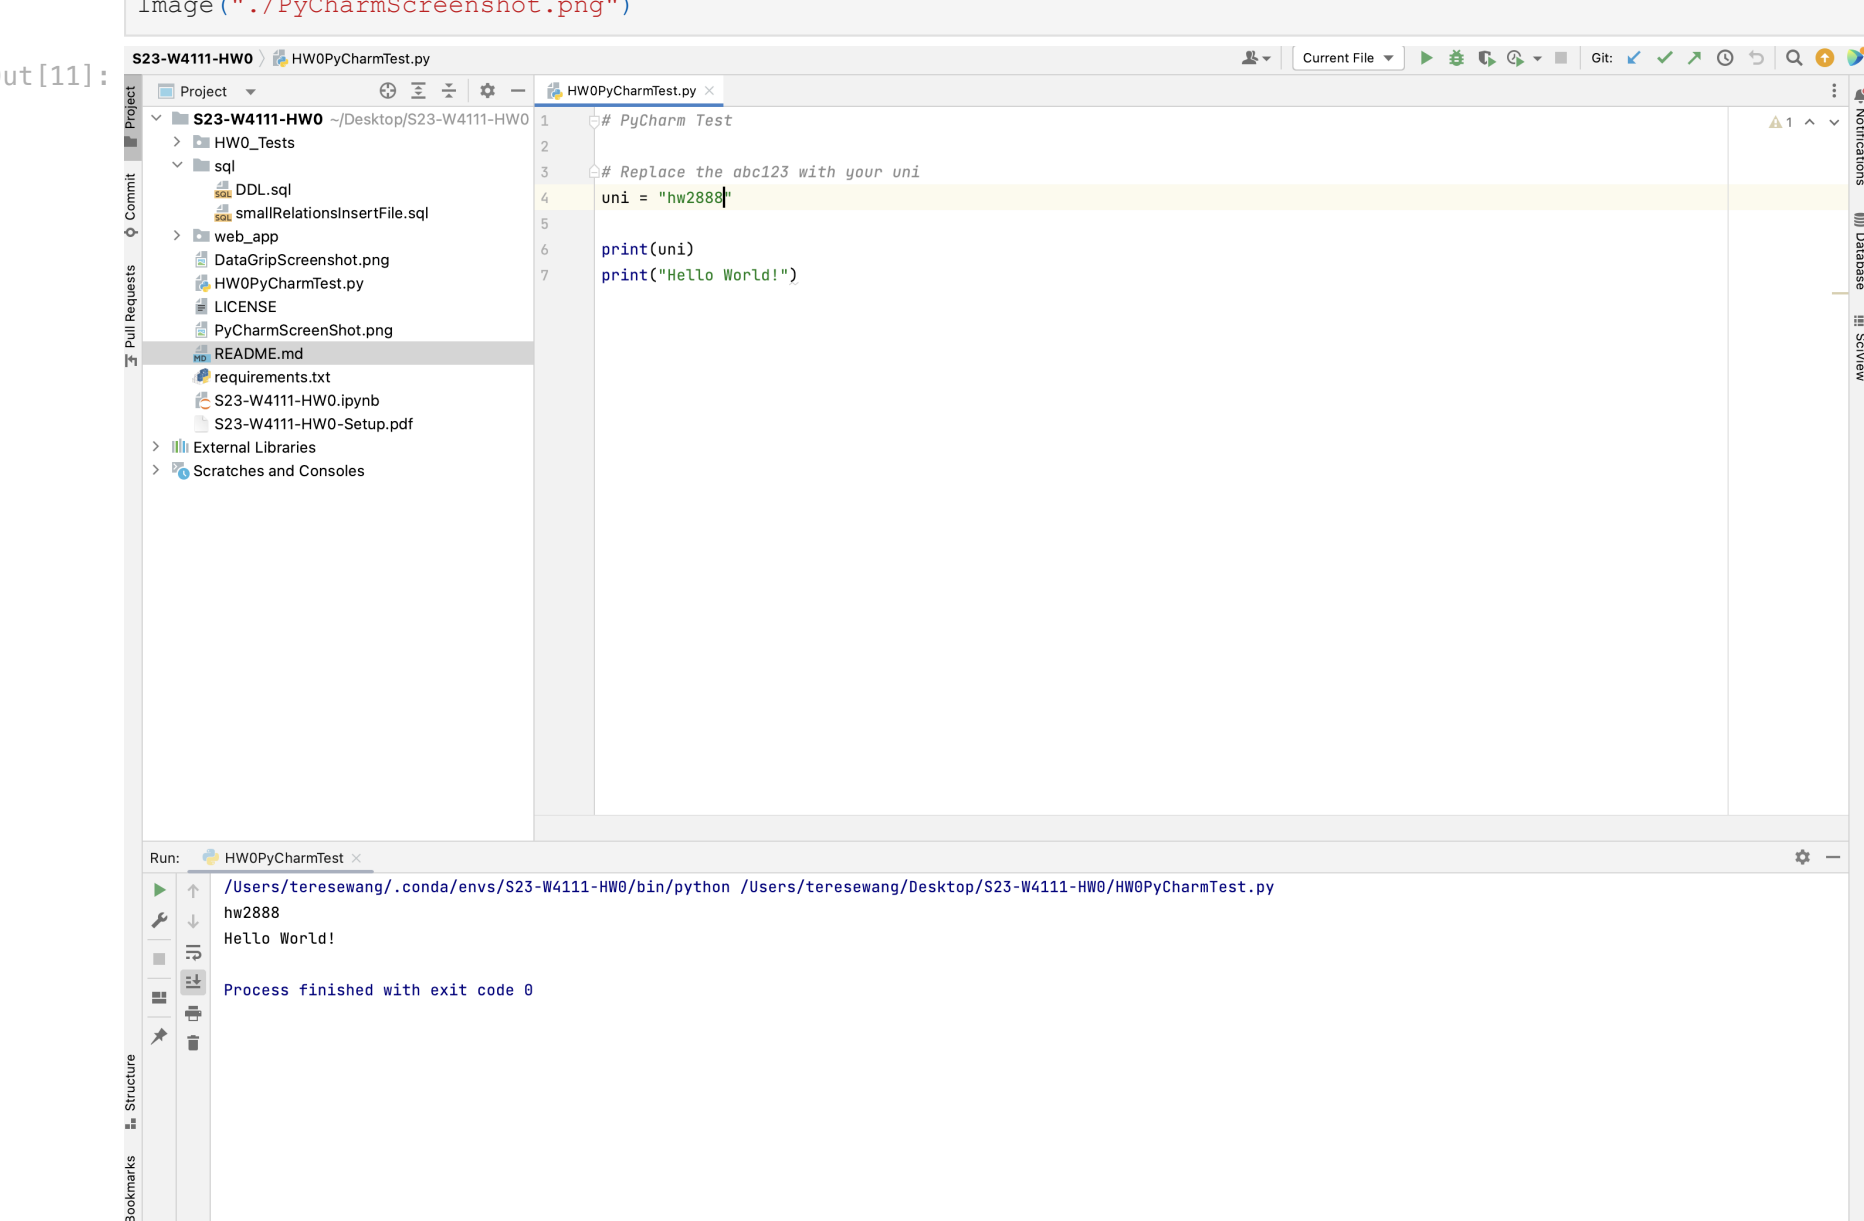 Image("./PyCharmScreenshot.png")
ut[11]:
S23-W4111-HW0 HW0PyCharmTest.py
Current File
Git:
Project
HW0PyCharmTest.py
S23-W4111-HW0 ~/Desktop/S23-W4111-HW0
HW0_Tests
sql
DDL.sql
smallRelationsInsertFile.sql
web_app
DataGripScreenshot.png
HW0PyCharmTest.py
LICENSE
PyCharmScreenShot.png
README.md
requirements.txt
S23-W4111-HW0.ipynb
S23-W4111-HW0-Setup.pdf
External Libraries
Scratches and Consoles
1 # PyCharm Test
2
3 # Replace the abc123 with your uni
4 uni = "hw2888"
5
6 print(uni)
7 print("Hello World!")
1
Project
Commit
Pull Requests
Structure
Bookmarks
Notifications
Database
SciView
Run: HW0PyCharmTest
/Users/teresewang/.conda/envs/S23-W4111-HW0/bin/python /Users/teresewang/Desktop/S23-W4111-HW0/HW0PyCharmTest.py
hw2888
Hello World!
Process finished with exit code 0